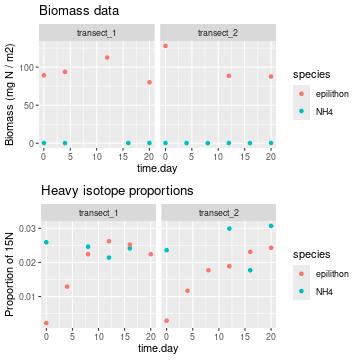 Biomass data
transect_1 transect_2
Biomass (mg N / m2)
100
50
0
0 5 10 15 20 0 5 10 15 20
time.day
species
epilithon
NH4
Heavy isotope proportions
transect_1 transect_2
Proportion of 15N
0.03
0.02
0.01
0 5 10 15 20 0 5 10 15 20
time.day
species
epilithon
NH4